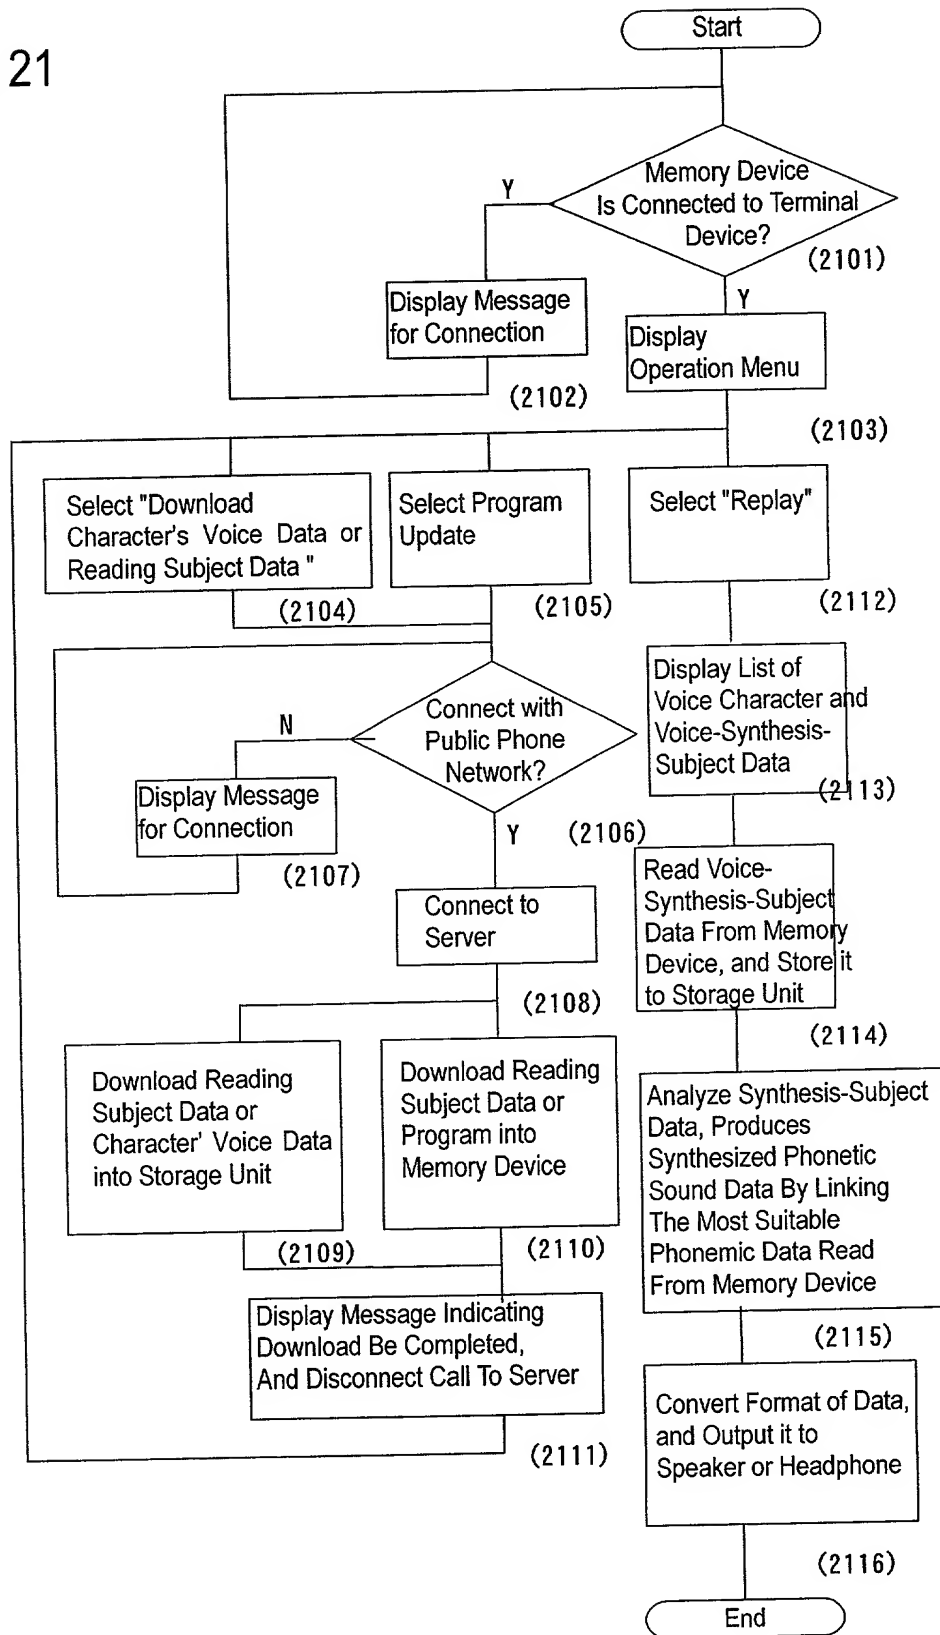 21
Start
Memory Device
Is Connected to Terminal
Device?
(2101)
Y
Y
Display Message
for Connection
(2102)
Display
Operation Menu
(2103)
Select "Download
Character's Voice Data or
Reading Subject Data "
(2104)
Select Program
Update
(2105)
Select "Replay"
(2112)
Connect with
Public Phone
Network?
(2106)
N
Y
Display Message
for Connection
(2107)
Display List of
Voice Character and
Voice-Synthesis-
Subject Data
(2113)
Connect to
Server
(2108)
Read Voice-
Synthesis-Subject
Data From Memory
Device, and Store it
to Storage Unit
(2114)
Download Reading
Subject Data or
Character' Voice Data
into Storage Unit
(2109)
Download Reading
Subject Data or
Program into
Memory Device
(2110)
Analyze Synthesis-Subject
Data, Produces
Synthesized Phonetic
Sound Data By Linking
The Most Suitable
Phonemic Data Read
From Memory Device
(2115)
Display Message Indicating
Download Be Completed,
And Disconnect Call To Server
(2111)
Convert Format of Data,
and Output it to
Speaker or Headphone
(2116)
End